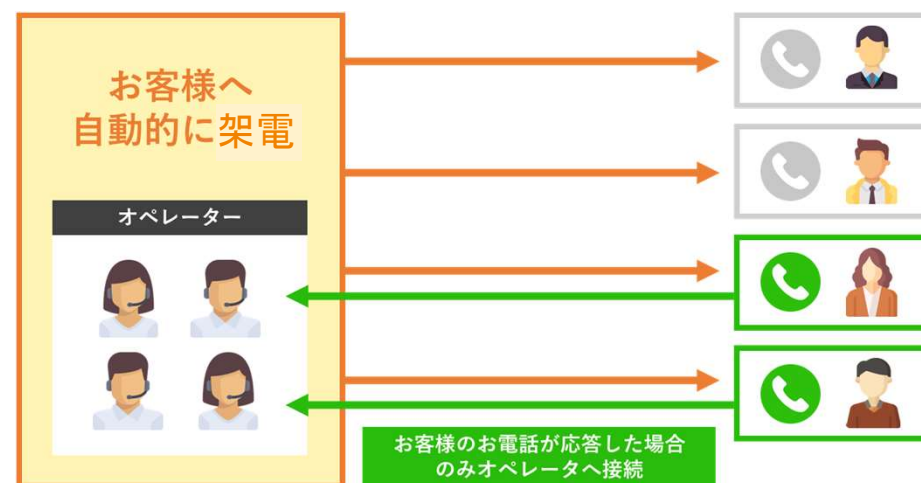 お客様へ
自動的に架電
オペレーター
お客様のお電話が応答した場合
のみオペレータへ接続